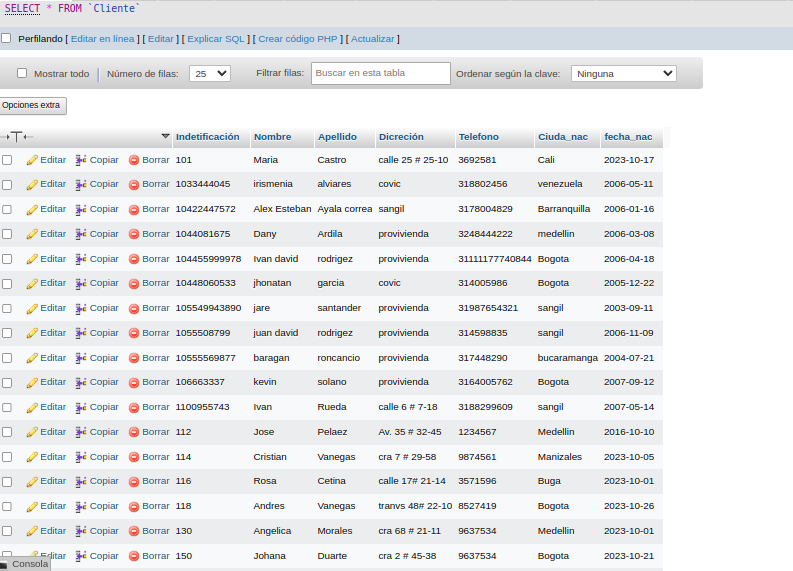 SELECT * FROM `Cliente`
Perfilando [ Editar en línea ] [ Editar ] [ Explicar SQL ] [ Crear código PHP ] [ Actualizar ]
Mostrar todo | Número de filas: 25 Filtrar filas: Buscar en esta tabla Ordenar según la clave: Ninguna
Opciones extra
Indetificación Nombre Apellido Dicreción Telefono Ciuda_nac fecha_nac
Editar Copiar Borrar 101 Maria Castro calle 25 # 25-10 3692581 Cali 2023-10-17
Editar Copiar Borrar 1033444045 irismenia alviares covic 318802456 venezuela 2006-05-11
Editar Copiar Borrar 10422447572 Alex Esteban Ayala correa sangil 3178004829 Barranquilla 2006-01-16
Editar Copiar Borrar 1044081675 Dany Ardila provivienda 3248444222 medellin 2006-03-08
Editar Copiar Borrar 104455999978 Ivan david rodrigez provivienda 31111177740844 Bogota 2006-04-18
Editar Copiar Borrar 10448060533 jhonatan garcia covic 314005986 Bogota 2005-12-22
Editar Copiar Borrar 105549943890 jare santander provivienda 31987654321 sangil 2003-09-11
Editar Copiar Borrar 1055508799 juan david rodrigez provivienda 314598835 sangil 2006-11-09
Editar Copiar Borrar 10555569877 baragan roncancio provivienda 317448290 bucaramanga 2004-07-21
Editar Copiar Borrar 106663337 kevin solano provivienda 3164005762 Bogota 2007-09-12
Editar Copiar Borrar 1100955743 Ivan Rueda calle 6 # 7-18 3188299609 sangil 2007-05-14
Editar Copiar Borrar 112 Jose Pelaez Av. 35 # 32-45 1234567 Medellin 2016-10-10
Editar Copiar Borrar 114 Cristian Vanegas cra 7 # 29-58 9874561 Manizales 2023-10-05
Editar Copiar Borrar 116 Rosa Cetina calle 17# 21-14 3571596 Buga 2023-10-01
Editar Copiar Borrar 118 Andres Vanegas tranvs 48# 22-10 8527419 Bogota 2023-10-26
Editar Copiar Borrar 130 Angelica Morales cra 68 # 21-11 9637534 Medellin 2023-10-01
Editar Copiar Borrar 150 Johana Duarte cra 2 # 45-38 9637534 Bogota 2023-10-21
Consola